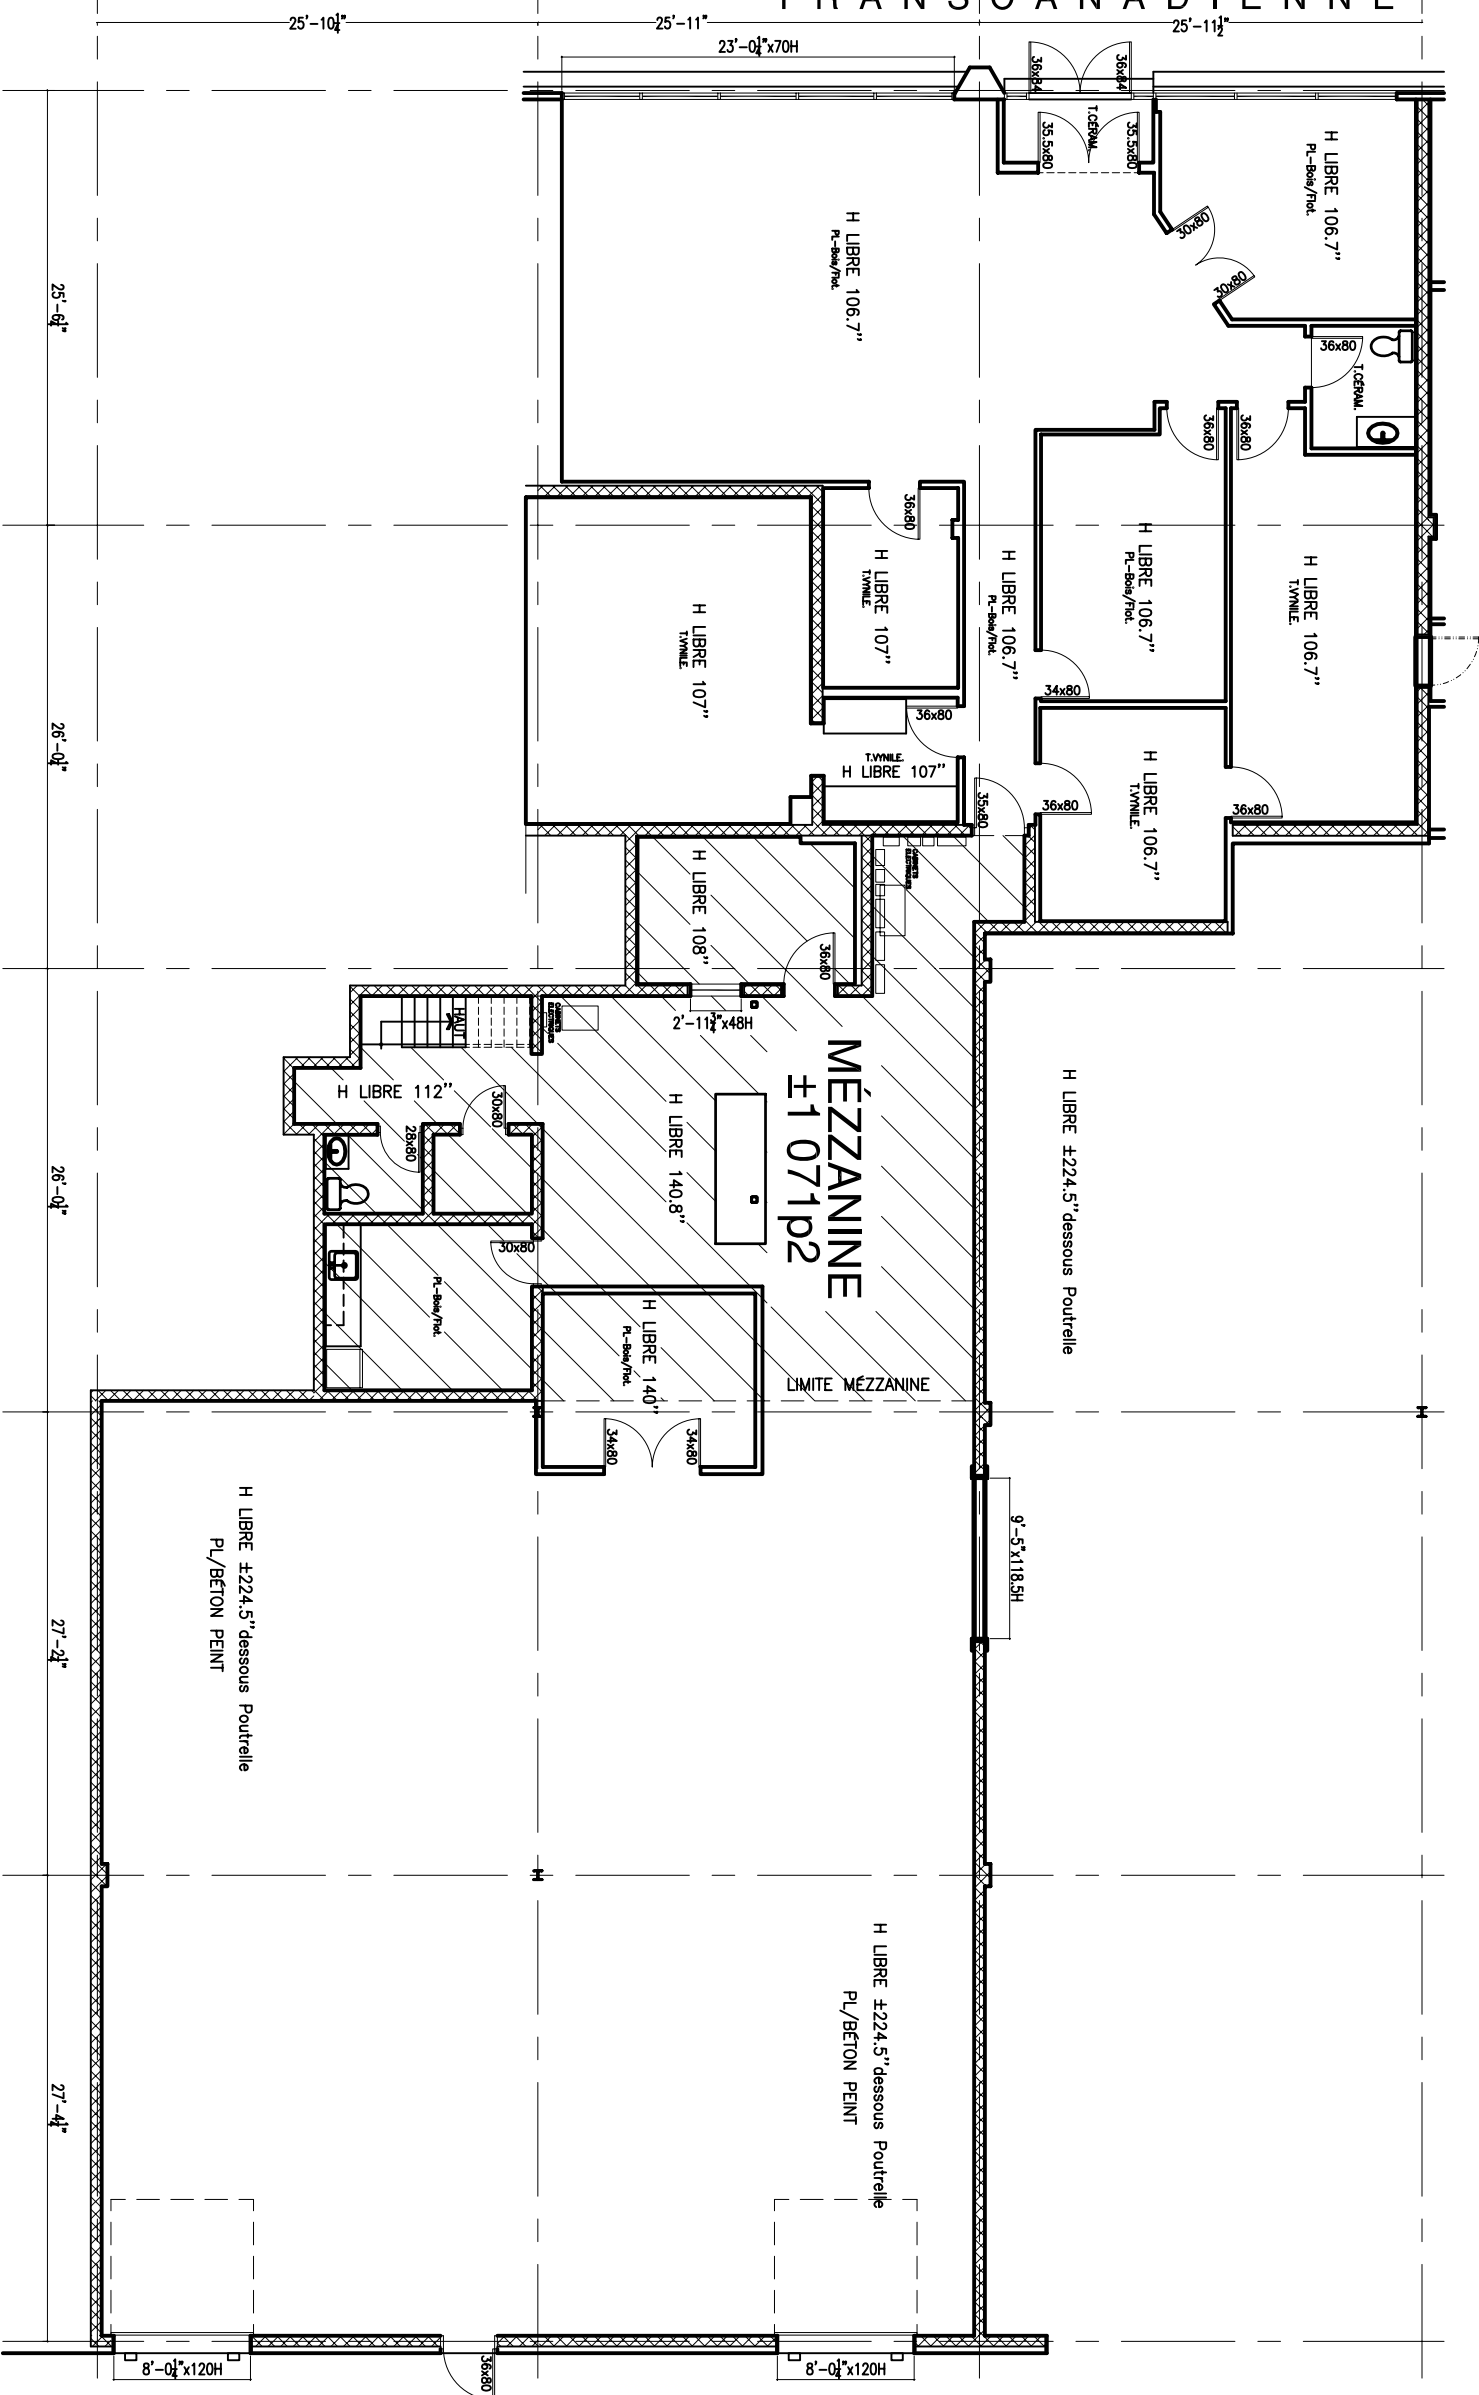 TRANSCANADIENNE
25'-10¼"
25'-11"
25'-11½"
23'-0¼"x70H
36x84
36x84
T.CÉRAM.
35.5x80
35.5x80
H LIBRE 106.7"
PL-Bois/Flot.
30x80
30x80
H LIBRE 106.7"
PL-Bois/Flot.
25'-6¼"
36x80
T.CÉRAM.
36x80
36x80
36x80
H LIBRE 107"
T.VYNILE.
H LIBRE 106.7"
PL-Bois/Flot.
H LIBRE 106.7"
PL-Bois/Flot.
H LIBRE 106.7"
T.VYNILE.
H LIBRE 107"
T.VYNILE.
34x80
36x80
26'-0¼"
T.VYNILE.
H LIBRE 107"
35x80
36x80
H LIBRE 106.7"
T.VYNILE.
36x80
H LIBRE 108"
CABINETS
ÉLECTRIQUES
36x80
2'-11¾"x48H
HAUT
CABINETS
ÉLECTRIQUES
MÉZZANINE
±1 071p2
H LIBRE 112"
30x80
28x80
H LIBRE 140.8"
H LIBRE ±224.5"dessous Poutrelle
26'-0¼"
30x80
PL-Bois/Flot.
H LIBRE 140"
PL-Bois/Flot.
LIMITE MÉZZANINE
34x80
34x80
9'-5"x118.5H
H LIBRE ±224.5"dessous Poutrelle
PL/BÉTON PEINT
27'-2¼"
H LIBRE ±224.5"dessous Poutrelle
PL/BÉTON PEINT
27'-4¼"
8'-0¼"x120H
36x80
8'-0¼"x120H